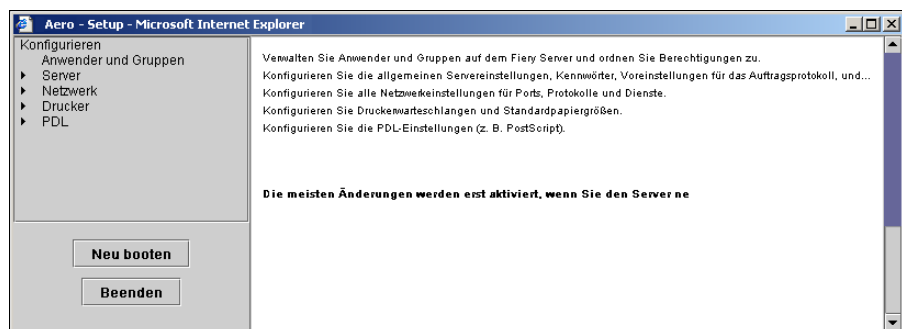 Aero - Setup - Microsoft Internet Explorer
Konfigurieren
Anwender und Gruppen
Server
Netzwerk
Drucker
PDL
Neu booten
Beenden
Verwalten Sie Anwender und Gruppen auf dem Fiery Server und ordnen Sie Berechtigungen zu.
Konfigurieren Sie die allgemeinen Servereinstellungen, Kennwörter, Voreinstellungen für das Auftragsprotokoll, und...
Konfigurieren Sie alle Netzwerkeinstellungen für Ports, Protokolle und Dienste.
Konfigurieren Sie Druckerwarteschlangen und Standardpapiergrößen.
Konfigurieren Sie die PDL-Einstellungen (z. B. PostScript).
Die meisten Änderungen werden erst aktiviert, wenn Sie den Server ne